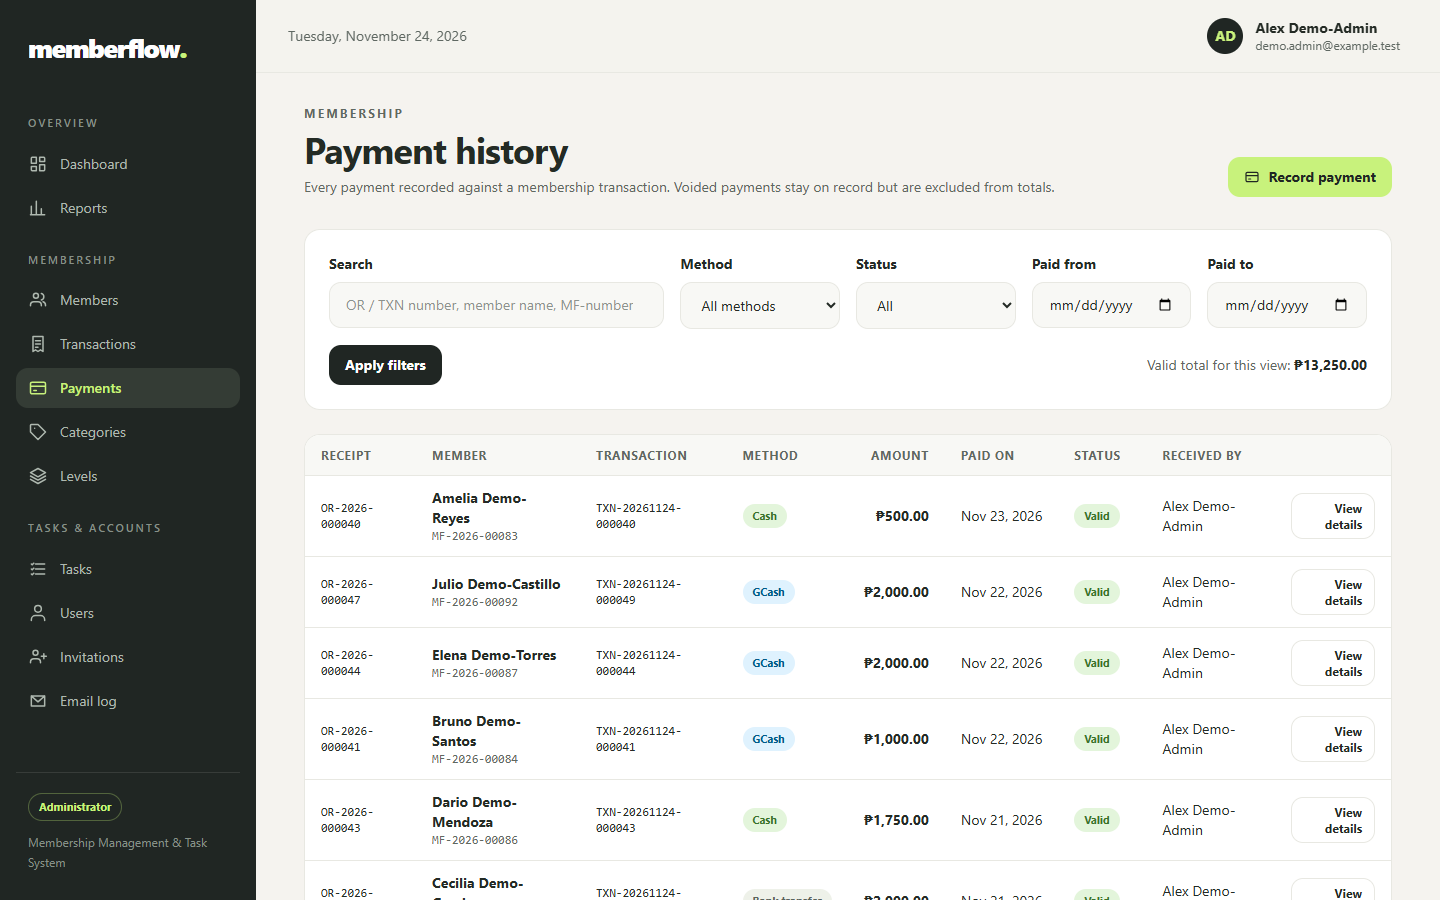 memberflow.
Tuesday, November 24, 2026
AD
Alex Demo-Admin
demo.admin@example.test
OVERVIEW
Dashboard
Reports
MEMBERSHIP
Members
Transactions
Payments
Categories
Levels
TASKS & ACCOUNTS
Tasks
Users
Invitations
Email log
Administrator
Membership Management & Task
System
MEMBERSHIP
Payment history
Every payment recorded against a membership transaction. Voided payments stay on record but are excluded from totals.
Record payment
Search
Method
Status
Paid from
Paid to
OR / TXN number, member name, MF-number
All methods
All
mm/dd/yyyy
mm/dd/yyyy
Apply filters
Valid total for this view: ₱13,250.00
RECEIPT MEMBER TRANSACTION METHOD AMOUNT PAID ON STATUS RECEIVED BY
OR-2026-
000040
Amelia Demo-
Reyes
MF-2026-00083
TXN-20261124-
000040
Cash
₱500.00
Nov 23, 2026
Valid
Alex Demo-
Admin
View
details
OR-2026-
000047
Julio Demo-Castillo
MF-2026-00092
TXN-20261124-
000049
GCash
₱2,000.00
Nov 22, 2026
Valid
Alex Demo-
Admin
View
details
OR-2026-
000044
Elena Demo-Torres
MF-2026-00087
TXN-20261124-
000044
GCash
₱2,000.00
Nov 22, 2026
Valid
Alex Demo-
Admin
View
details
OR-2026-
000041
Bruno Demo-
Santos
MF-2026-00084
TXN-20261124-
000041
GCash
₱1,000.00
Nov 22, 2026
Valid
Alex Demo-
Admin
View
details
OR-2026-
000043
Dario Demo-
Mendoza
MF-2026-00086
TXN-20261124-
000043
Cash
₱1,750.00
Nov 21, 2026
Valid
Alex Demo-
Admin
View
details
OR-2026-
Cecilia Demo-
TXN-20261124-
Nov 21, 2026
Alex Demo-
View